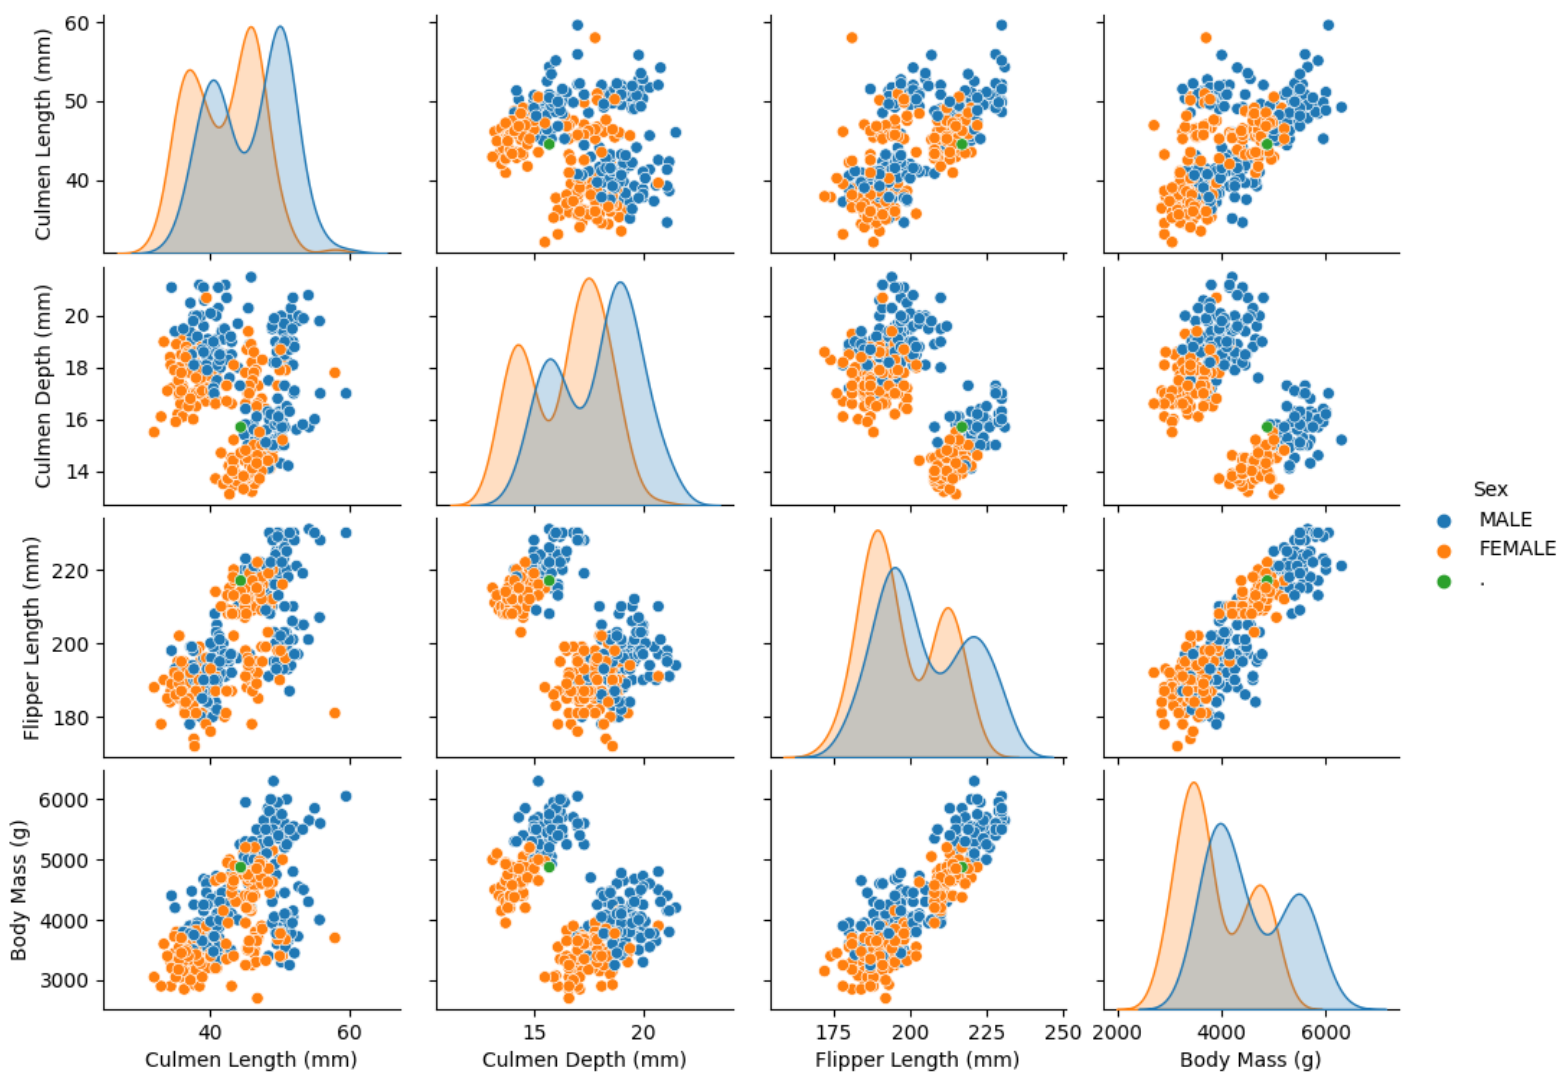 60
50
40
Culmen Length (mm)
20
18
16
14
Culmen Depth (mm)
Sex
MALE
FEMALE
.
220
200
180
Flipper Length (mm)
6000
5000
4000
3000
Body Mass (g)
40 60 15 20 175 200 225 250 2000 4000 6000
Culmen Length (mm) Culmen Depth (mm) Flipper Length (mm) Body Mass (g)